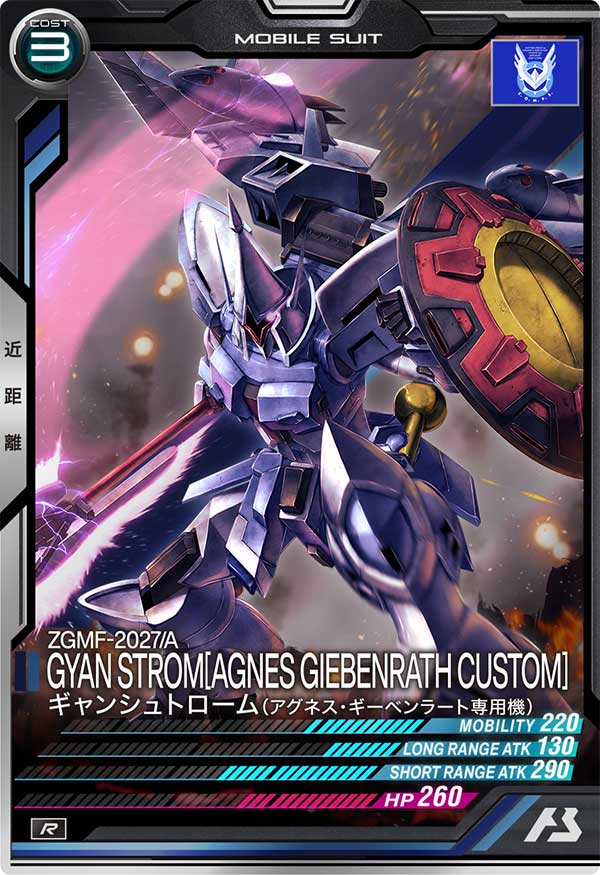 COST
3
MOBILE SUIT
近距離
ZGMF-2027/A
GYAN STROM[AGNES GIEBENRATH CUSTOM]
ギャンシュトローム(アグネス・ギーベンラート専用機)
MOBILITY 220
LONG RANGE ATK 130
SHORT RANGE ATK 290
HP 260
R